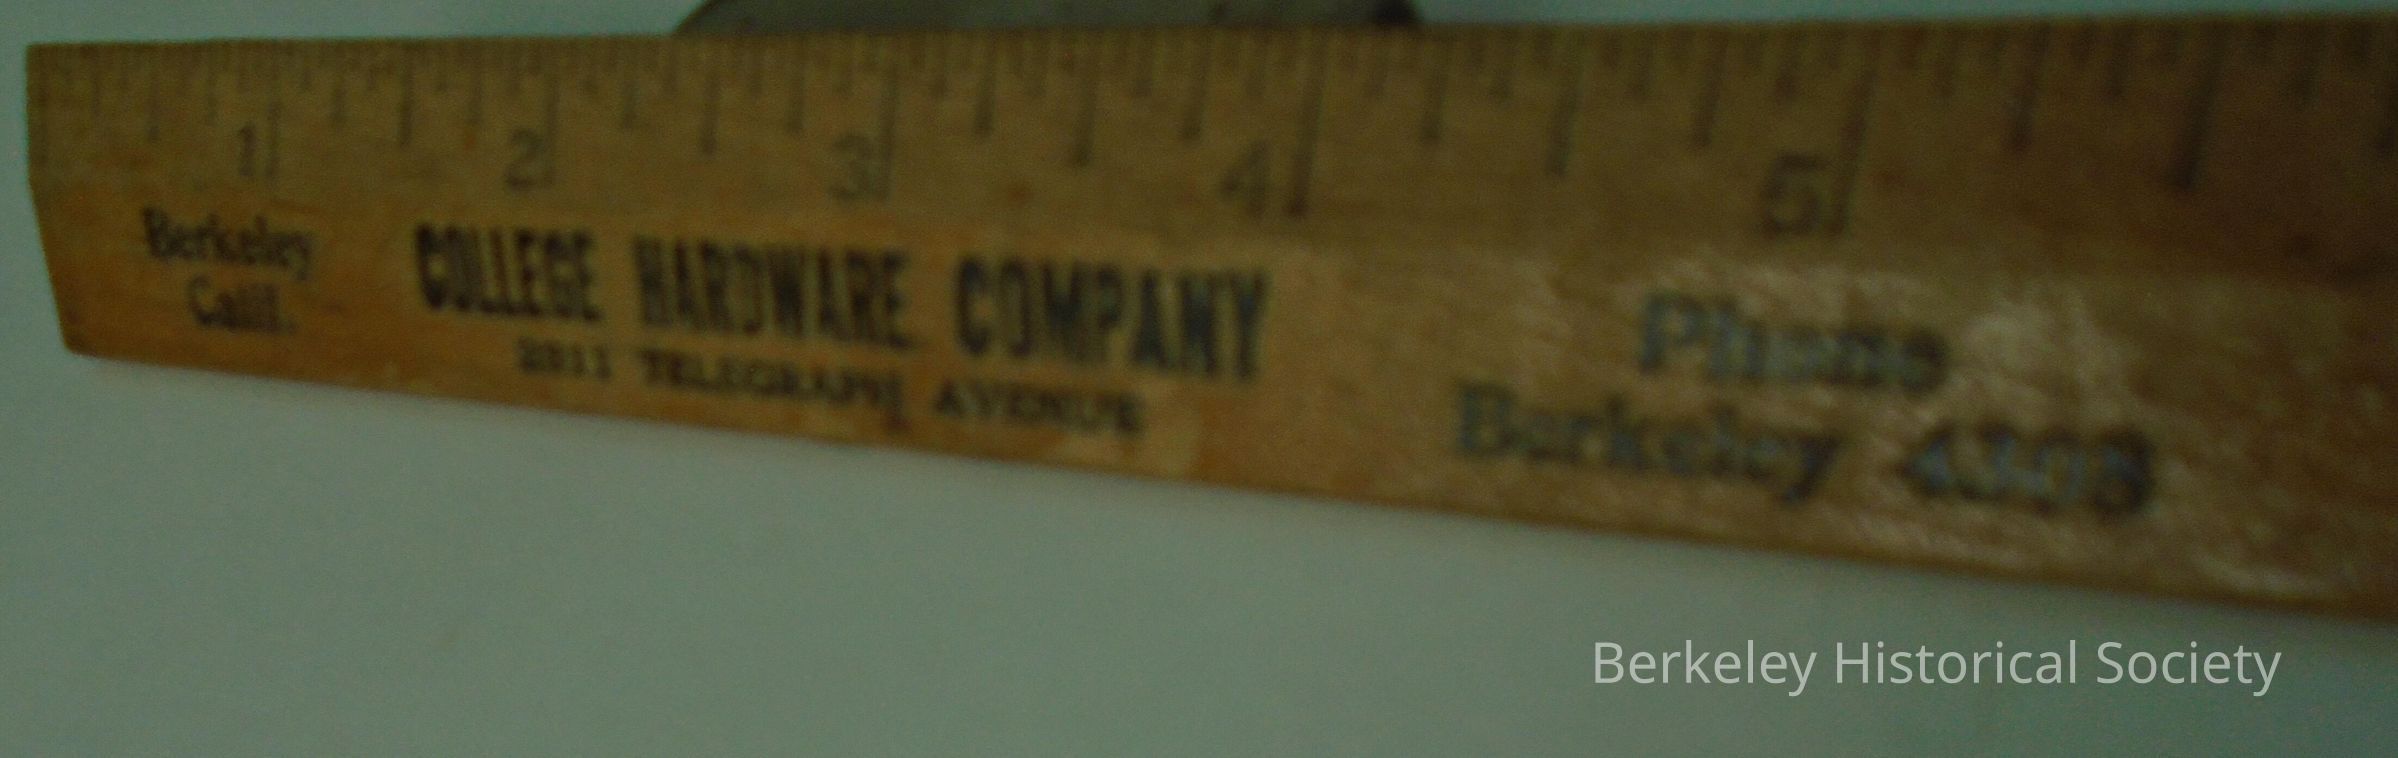 1 2 3 4 5
Berkeley
Calif.
COLLEGE HARDWARE COMPANY
TELEGRAPH AVENUE
Phone
Berkeley
Berkeley Historical Society